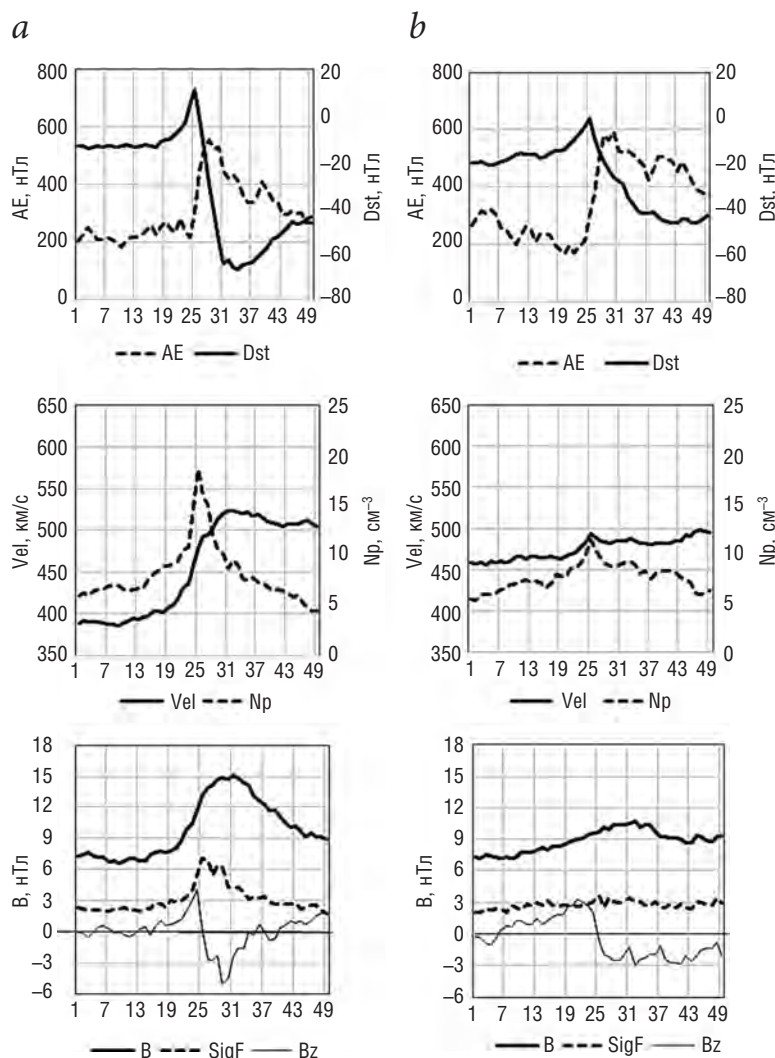 a
b
800
600
400
200
0
AE, нТл
20
0
–20
–40
–60
–80
Dst, нТл
1 7 13 19 25 31 37 43 49
AE Dst
800
600
400
200
0
AE, нТл
20
0
–20
–40
–60
–80
Dst. нТл
1 7 13 19 25 31 37 43 49
AE Dst
650
600
550
500
450
400
350
Vel, км/с
25
20
15
10
5
0
Np, см⁻³
1 7 13 19 25 31 37 43 49
Vel Np
650
600
550
500
450
400
350
Vel, км/с
25
20
15
10
5
0
Np. см⁻³
1 7 13 19 25 31 37 43 49
Vel Np
18
15
12
9
6
3
0
–3
–6
В, нТл
1 7 13 19 25 31 37 43 49
B SigF Bz
18
15
12
9
6
3
0
–3
–6
В, нТл
1 7 13 19 25 31 37 43 49
B SigF Bz